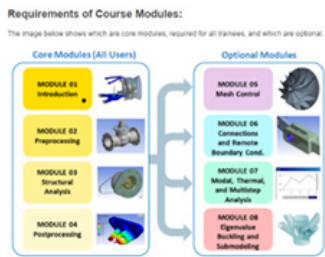 Requirements of Course Modules:
The image below shows which are core modules, required for all trainees, and which are optional.
Core Modules (All Users)
MODULE 01
Introduction
MODULE 02
Preprocessing
MODULE 03
Structural
Analysis
MODULE 04
Postprocessing
Optional Modules
MODULE 05
Mesh Control
MODULE 06
Connections
and Remote
Boundary Cond.
MODULE 07
Modal, Thermal,
and Multistep
Analysis
MODULE 08
Eigenvalue
Buckling and
Submodeling